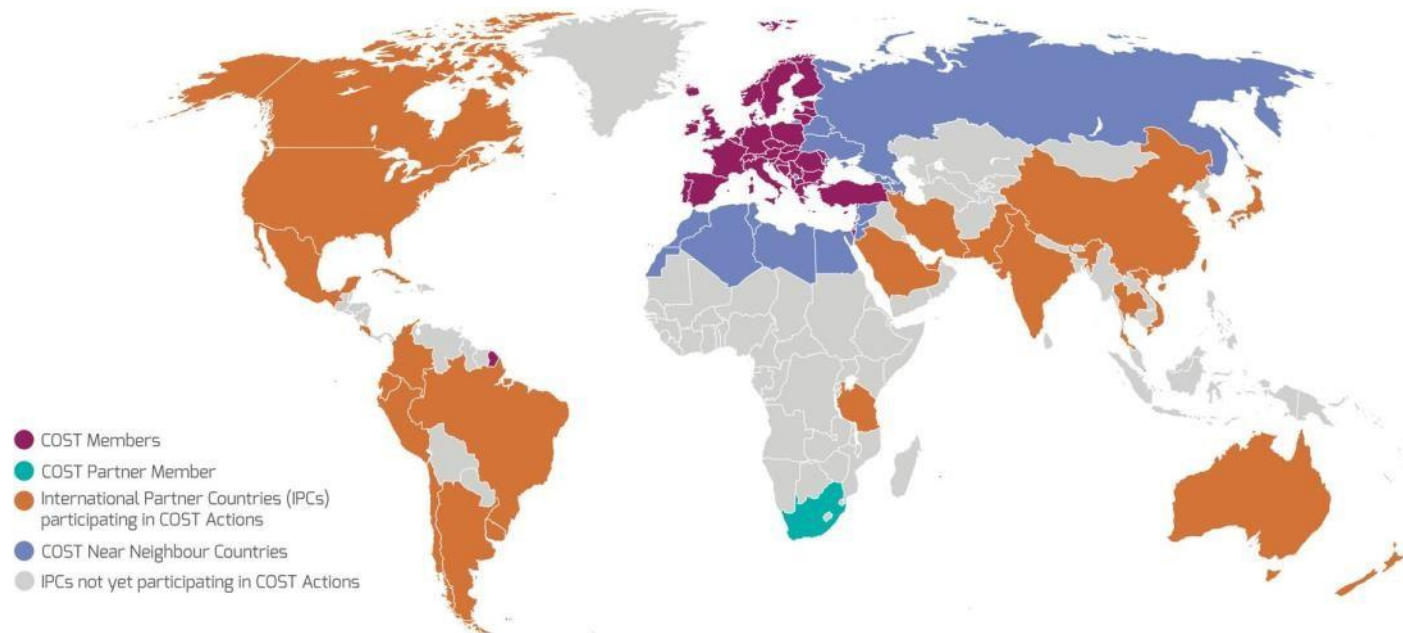 COST Members
COST Partner Member
International Partner Countries (IPCs)
participating in COST Actions
COST Near Neighbour Countries
IPCs not yet participating in COST Actions